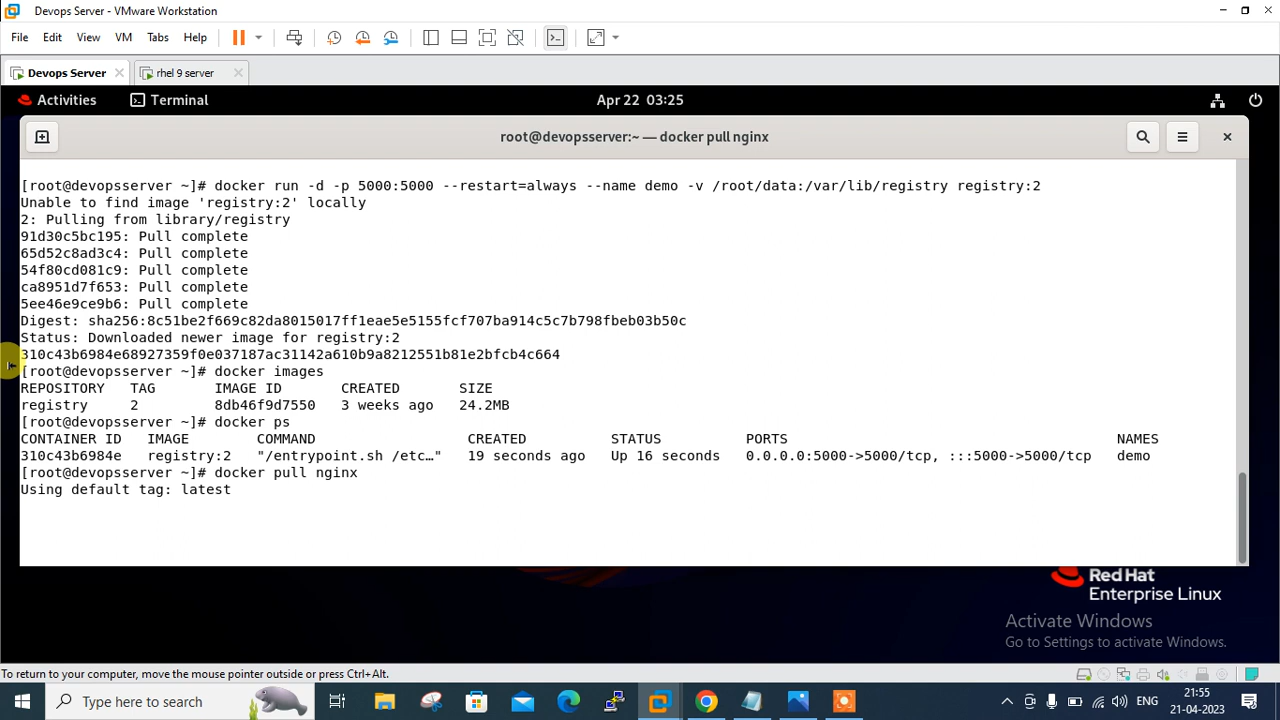 Devops Server - VMware Workstation
File Edit View VM Tabs Help
Devops Server rhel 9 server
Activities Terminal Apr 22 03:25
root@devopsserver:~ — docker pull nginx
[root@devopsserver ~]# docker run -d -p 5000:5000 --restart=always --name demo -v /root/data:/var/lib/registry registry:2
Unable to find image 'registry:2' locally
2: Pulling from library/registry
91d30c5bc195: Pull complete
65d52c8ad3c4: Pull complete
54f80cd081c9: Pull complete
ca8951d7f653: Pull complete
5ee46e9ce9b6: Pull complete
Digest: sha256:8c51be2f669c82da8015017ff1eae5e5155fcf707ba914c5c7b798fbeb03b50c
Status: Downloaded newer image for registry:2
310c43b6984e68927359f0e037187ac31142a610b9a8212551b81e2bfcb4c664
[root@devopsserver ~]# docker images
REPOSITORY TAG IMAGE ID CREATED SIZE
registry 2 8db46f9d7550 3 weeks ago 24.2MB
[root@devopsserver ~]# docker ps
CONTAINER ID IMAGE COMMAND CREATED STATUS PORTS NAMES
310c43b6984e registry:2 "/entrypoint.sh /etc…" 19 seconds ago Up 16 seconds 0.0.0.0:5000->5000/tcp, :::5000->5000/tcp demo
[root@devopsserver ~]# docker pull nginx
Using default tag: latest
Red Hat
Enterprise Linux
Activate Windows
Go to Settings to activate Windows.
To return to your computer, move the mouse pointer outside or press Ctrl+Alt.
Type here to search
ENG
21:55
21-04-2023